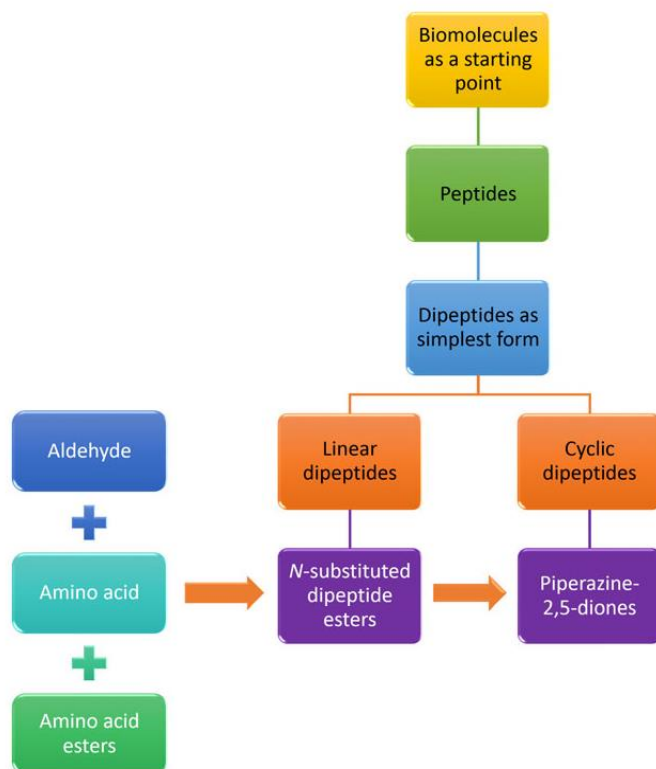 Biomolecules
as a starting
point
Peptides
Dipeptides as
simplest form
Linear
dipeptides
Cyclic
dipeptides
Aldehyde
Amino acid
Amino acid
esters
N-substituted
dipeptide
esters
Piperazine-
2,5-diones